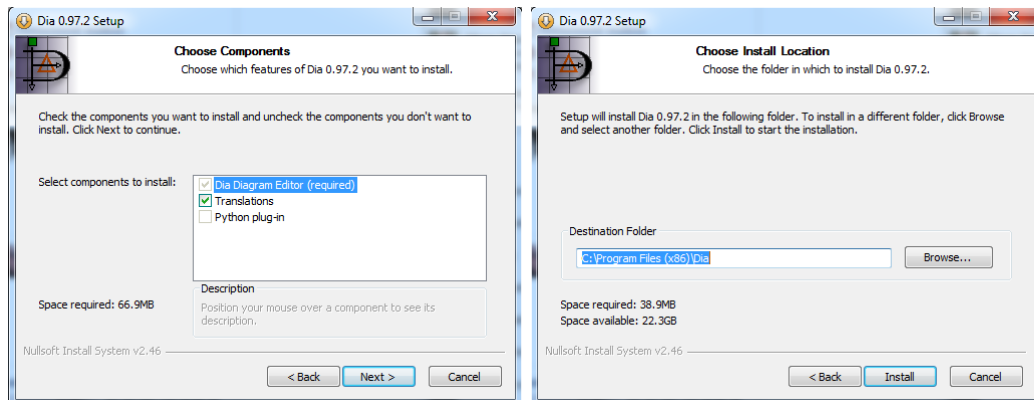 Dia 0.97.2 Setup
Choose Components
Choose which features of Dia 0.97.2 you want to install.
Check the components you want to install and uncheck the components you don't want to
install. Click Next to continue.
Select components to install:
Dia Diagram Editor (required)
Translations
Python plug-in
Space required: 66.9MB
Description
Position your mouse over a component to see its
description.
Nullsoft Install System v2.46
< Back
Next >
Cancel
Dia 0.97.2 Setup
Choose Install Location
Choose the folder in which to install Dia 0.97.2.
Setup will install Dia 0.97.2 in the following folder. To install in a different folder, click Browse
and select another folder. Click Install to start the installation.
Destination Folder
C:\Program Files (x86)\Dia
Browse...
Space required: 38.9MB
Space available: 22.3GB
Nullsoft Install System v2.46
< Back
Install
Cancel